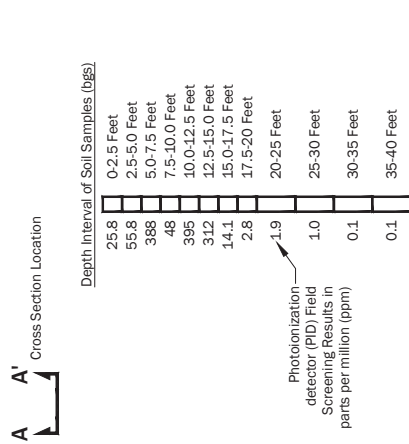 A A'
Cross Section Location
Depth Interval of Soil Samples (bgs)
25.8 0-2.5 Feet
55.8 2.5-5.0 Feet
388 5.0-7.5 Feet
48 7.5-10.0 Feet
395 10.0-12.5 Feet
312 12.5-15.0 Feet
14.1 15.0-17.5 Feet
2.8 17.5-20 Feet
1.9 20-25 Feet
1.0 25-30 Feet
0.1 30-35 Feet
0.1 35-40 Feet
Photoionization
detector (PID) Field
Screening Results in
parts per million (ppm)